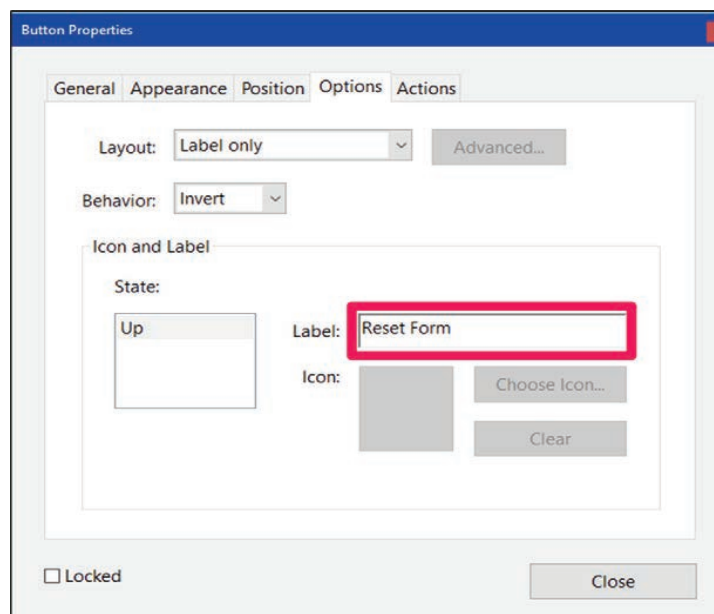 Button Properties
General Appearance Position Options Actions
Layout: Label only Advanced...
Behavior: Invert
Icon and Label
State:
Up Label: Reset Form
Icon: Choose Icon...
Clear
Locked Close